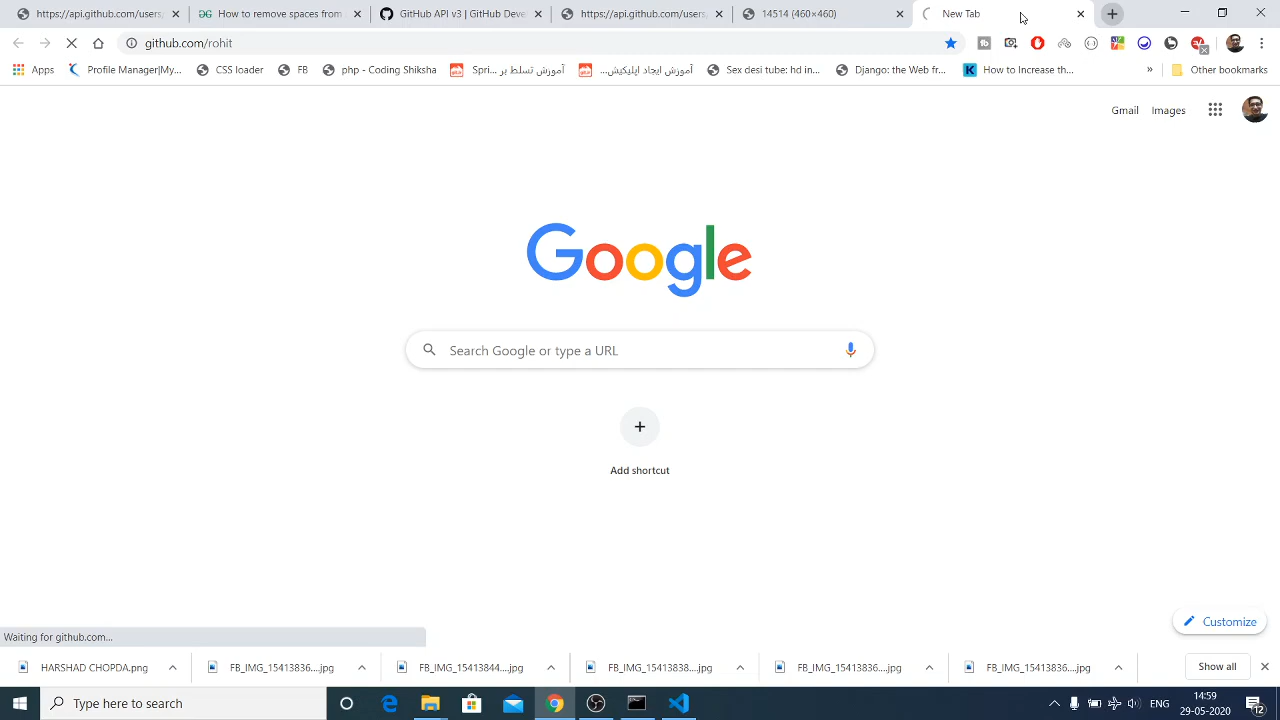 https://api.github.com/users,
How to remove spaces from
GitHub API v3 | GitHub Deve
https://api.github.com/users,
14514 (460×460)
New Tab
github.com/rohit
Apps
Profile Manager|My...
CSS loader
FB
php - Coding Shiksha
آموزش تسلط بر Spri...
آموزش ایجاد اپلیکیش...
Sex desi tube: hd in...
Django: the Web fr...
How to Increase th...
»
Other bookmarks
Gmail
Images
Google
Search Google or type a URL
Add shortcut
Customize
Waiting for github.com...
HARSHAD CHOPDA.png
FB_IMG_15413836....jpg
FB_IMG_15413844....jpg
FB_IMG_15413838....jpg
FB_IMG_15413836....jpg
FB_IMG_15413836....jpg
Show all
Type here to search
ENG
14:59
29-05-2020